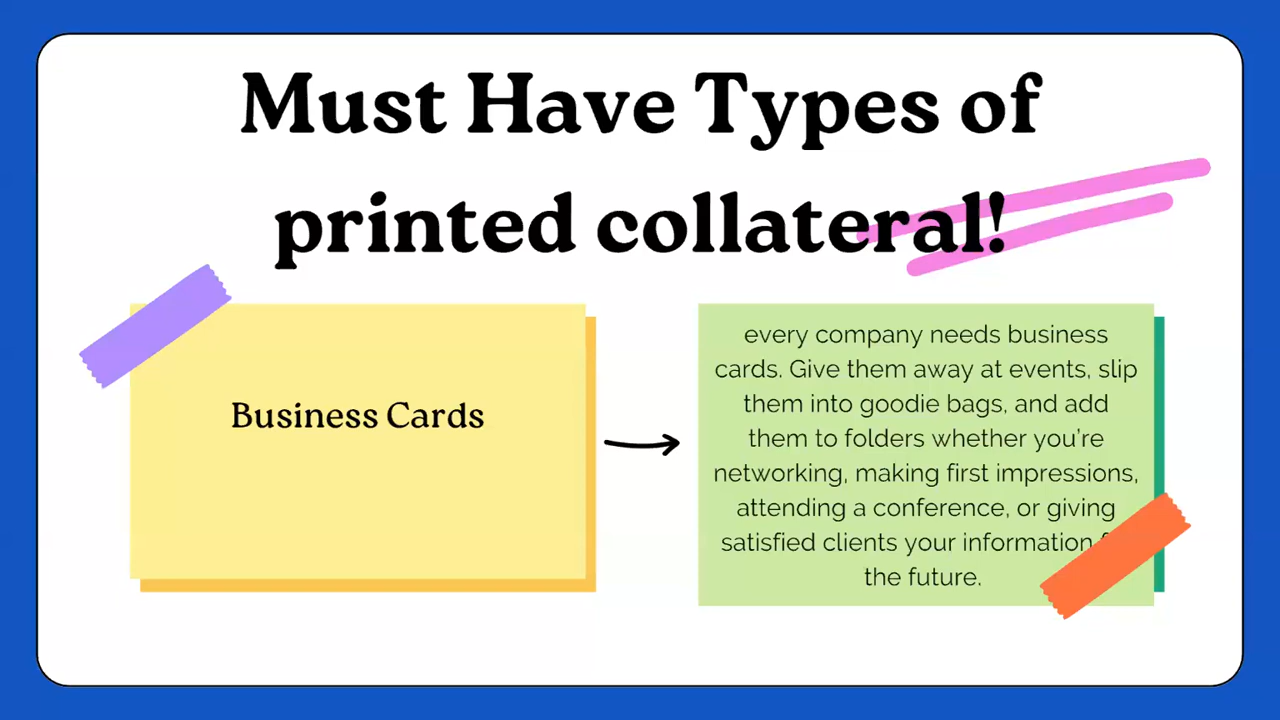 Must Have Types of
printed collateral!
Business Cards
every company needs business
cards. Give them away at events, slip
them into goodie bags, and add
them to folders whether you're
networking, making first impressions,
attending a conference, or giving
satisfied clients your information
the future.